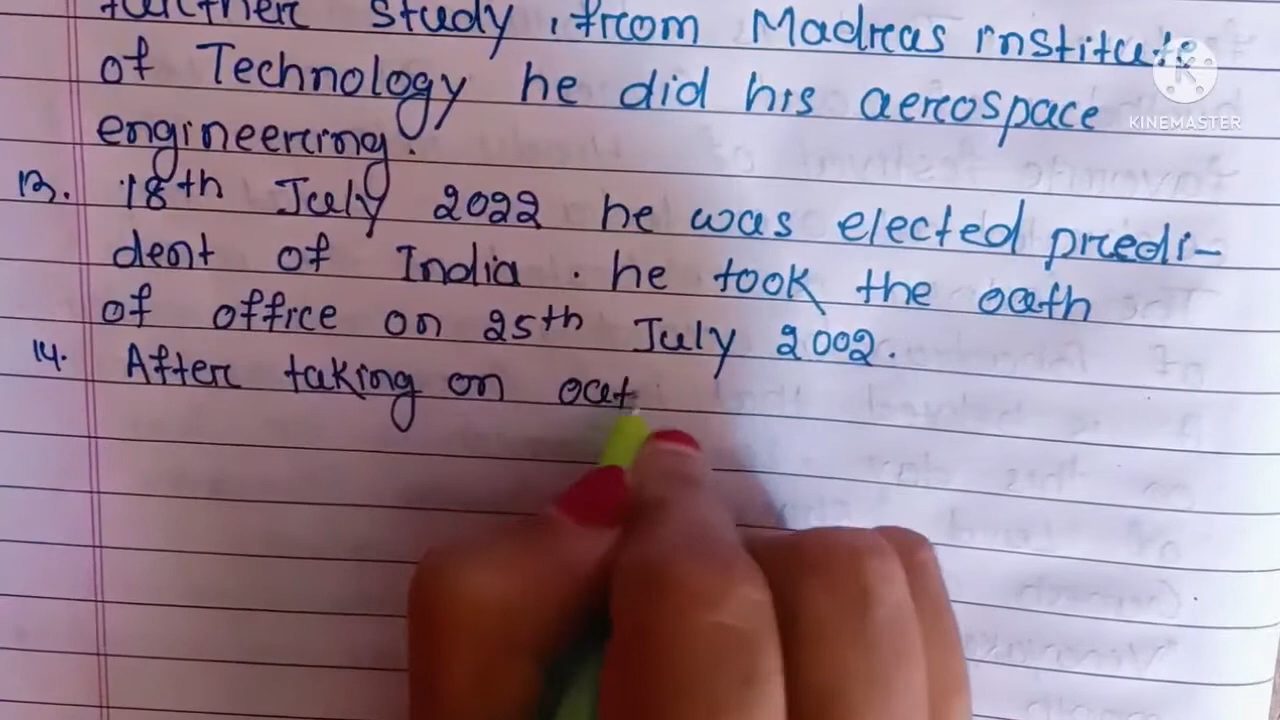 further study, from Madras institute
of Technology he did his aerospace
engineering.
13. 18th July 2022 he was elected predi-
dent of India. he took the oath
of office on 25th July 2002.
14. After taking on oat
K
KINEMASTER